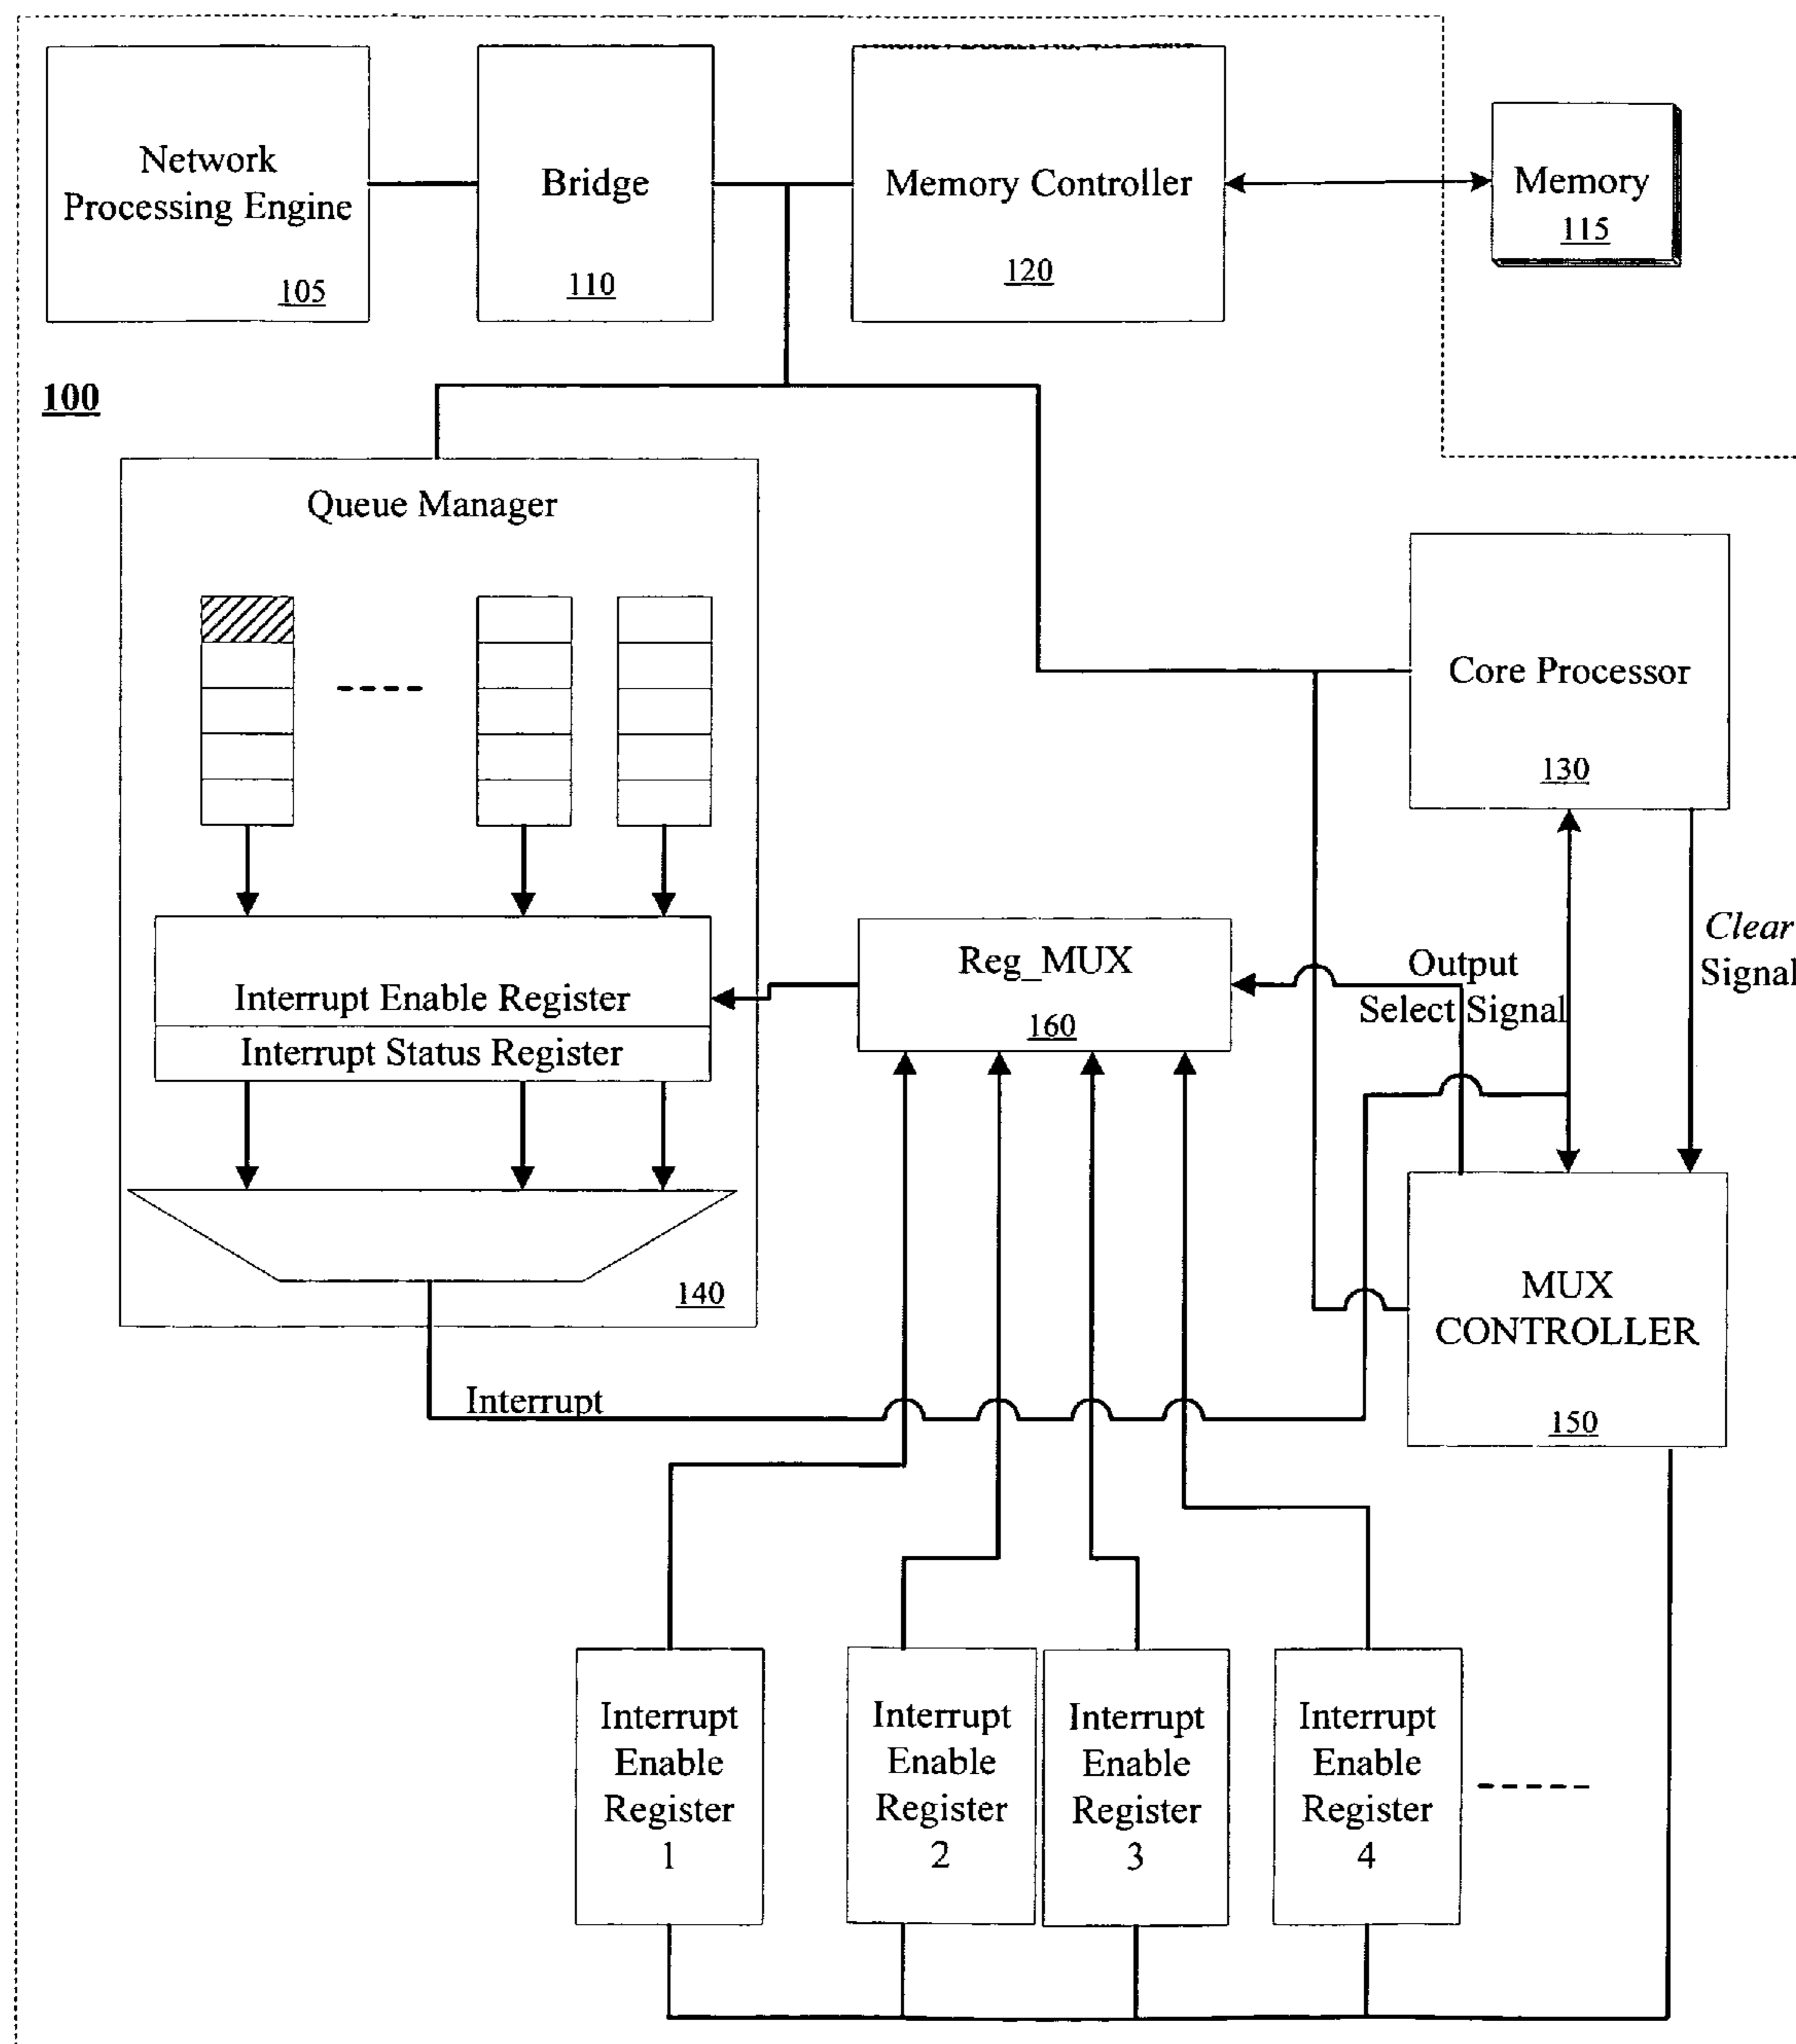 Network
Processing Engine
105
Bridge
110
Memory Controller
120
Memory
115
100
Queue Manager
Core Processor
130
Interrupt Enable Register
Interrupt Status Register
140
Reg_MUX
160
Output
Select Signal
Clear
Signal
MUX
CONTROLLER
150
Interrupt
Interrupt
Enable
Register
1
Interrupt
Enable
Register
2
Interrupt
Enable
Register
3
Interrupt
Enable
Register
4